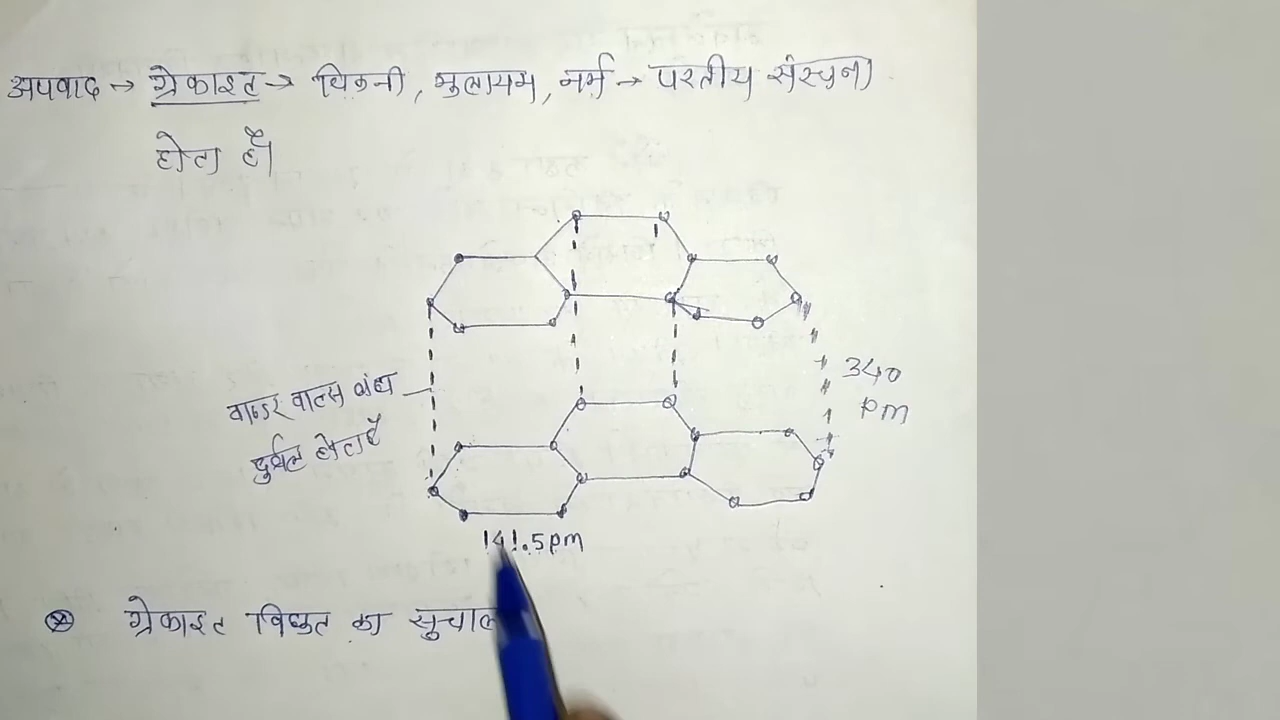 अपवाद → ग्रेफाइट → चिकनी, मुलायम, नर्म → परतीय संरचना
होता है।
340
pm
वाण्डर वाल्स बंध
दुर्बल होता है
141.5pm
⊗ ग्रेफाइट विद्युत का सुचाल